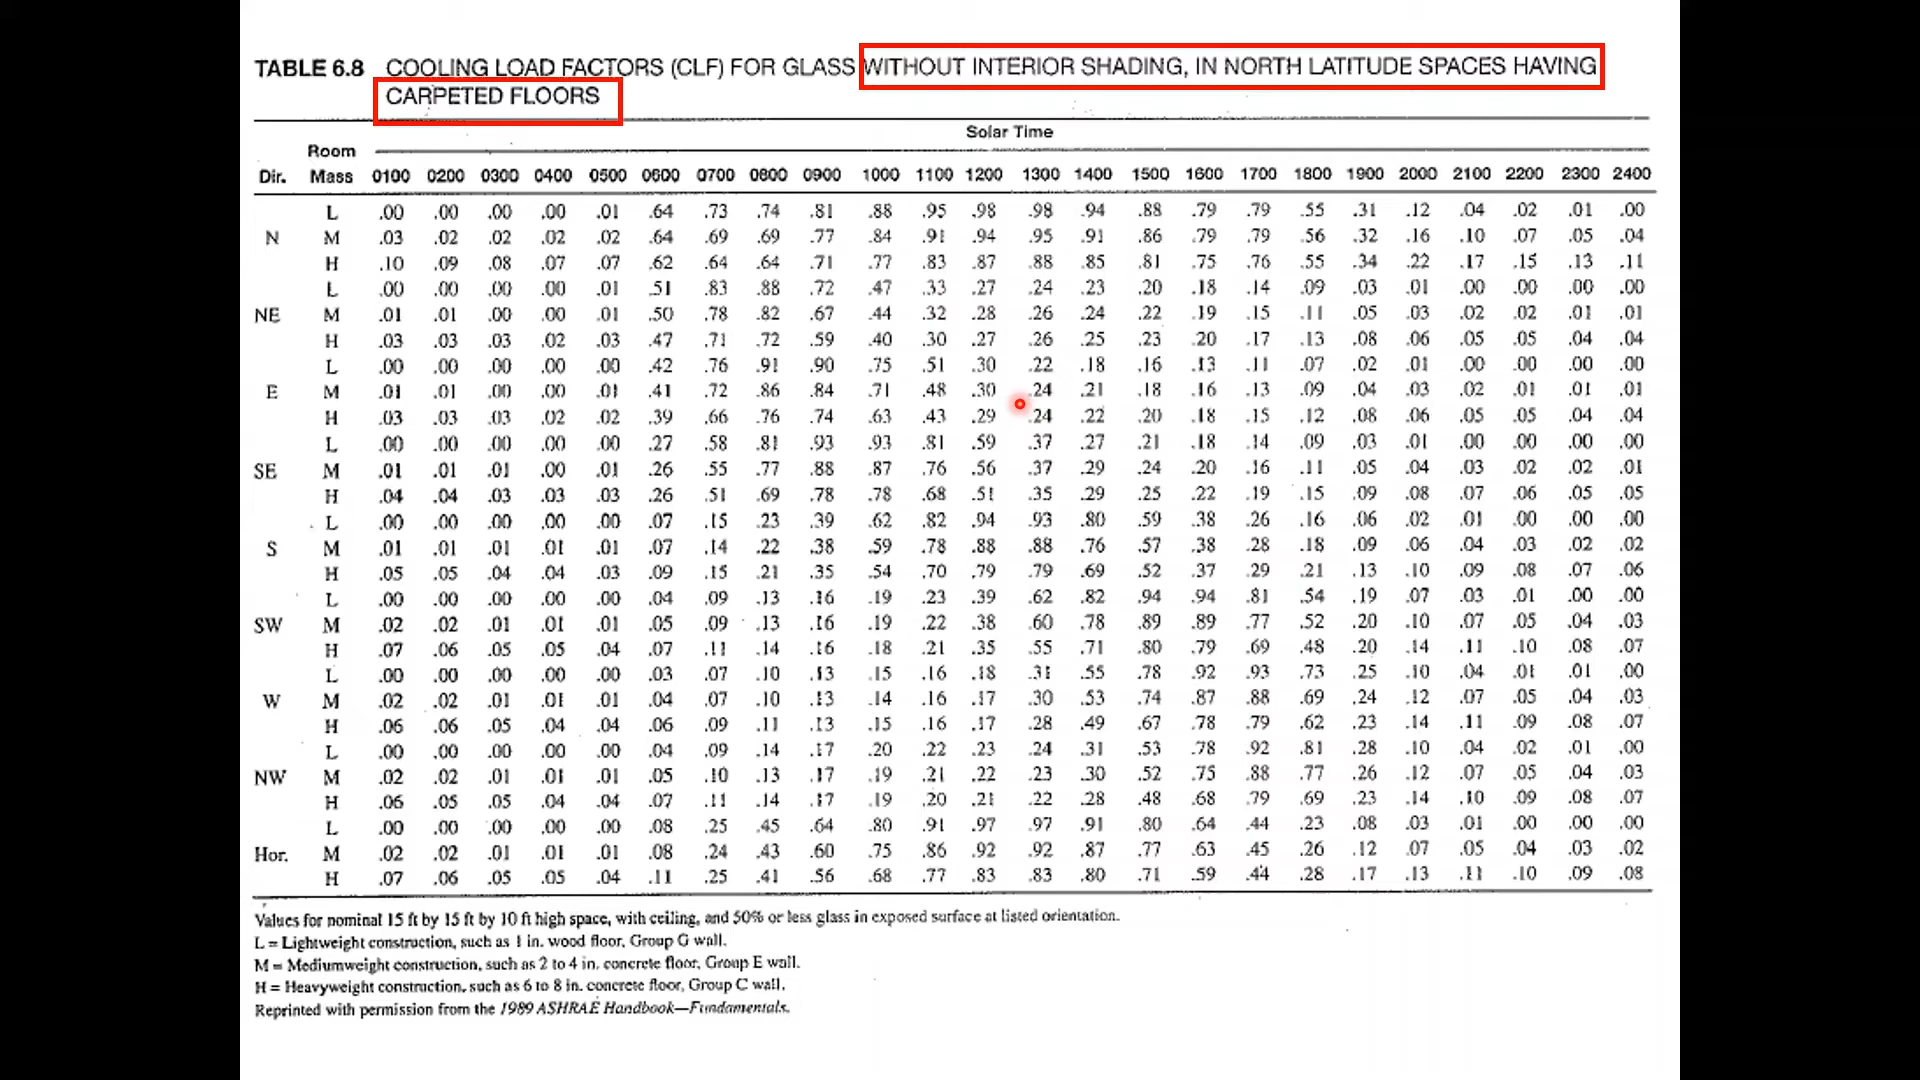 TABLE 6.8 COOLING LOAD FACTORS (CLF) FOR GLASS WITHOUT INTERIOR SHADING, IN NORTH LATITUDE SPACES HAVING
CARPETED FLOORS
Solar Time
Room
Dir. Mass 0100 0200 0300 0400 0500 0600 0700 0800 0900 1000 1100 1200 1300 1400 1500 1600 1700 1800 1900 2000 2100 2200 2300 2400
L .00 .00 .00 .00 .01 .64 .73 .74 .81 .88 .95 .98 .98 .94 .88 .79 .79 .55 .31 .12 .04 .02 .01 .00
N M .03 .02 .02 .02 .02 .64 .69 .69 .77 .84 .91 .94 .95 .91 .86 .79 .79 .56 .32 .16 .10 .07 .05 .04
H .10 .09 .08 .07 .07 .62 .64 .64 .71 .77 .83 .87 .88 .85 .81 .75 .76 .55 .34 .22 .17 .15 .13 .11
L .00 .00 .00 .00 .01 .51 .83 .88 .72 .47 .33 .27 .24 .23 .20 .18 .14 .09 .03 .01 .00 .00 .00 .00
NE M .01 .01 .00 .00 .01 .50 .78 .82 .67 .44 .32 .28 .26 .24 .22 .19 .15 .11 .05 .03 .02 .02 .01 .01
H .03 .03 .03 .02 .03 .47 .71 .72 .59 .40 .30 .27 .26 .25 .23 .20 .17 .13 .08 .06 .05 .05 .04 .04
L .00 .00 .00 .00 .00 .42 .76 .91 .90 .75 .51 .30 .22 .18 .16 .13 .11 .07 .02 .01 .00 .00 .00 .00
E M .01 .01 .00 .00 .01 .41 .72 .86 .84 .71 .48 .30 .24 .21 .18 .16 .13 .09 .04 .03 .02 .01 .01 .01
H .03 .03 .03 .02 .02 .39 .66 .76 .74 .63 .43 .29 .24 .22 .20 .18 .15 .12 .08 .06 .05 .05 .04 .04
L .00 .00 .00 .00 .00 .27 .58 .81 .93 .93 .81 .59 .37 .27 .21 .18 .14 .09 .03 .01 .00 .00 .00 .00
SE M .01 .01 .01 .00 .01 .26 .55 .77 .88 .87 .76 .56 .37 .29 .24 .20 .16 .11 .05 .04 .03 .02 .02 .01
H .04 .04 .03 .03 .03 .26 .51 .69 .78 .78 .68 .51 .35 .29 .25 .22 .19 .15 .09 .08 .07 .06 .05 .05
L .00 .00 .00 .00 .00 .07 .15 .23 .39 .62 .82 .94 .93 .80 .59 .38 .26 .16 .06 .02 .01 .00 .00 .00
S M .01 .01 .01 .01 .01 .07 .14 .22 .38 .59 .78 .88 .88 .76 .57 .38 .28 .18 .09 .06 .04 .03 .02 .02
H .05 .05 .04 .04 .03 .09 .15 .21 .35 .54 .70 .79 .79 .69 .52 .37 .29 .21 .13 .10 .09 .08 .07 .06
L .00 .00 .00 .00 .00 .04 .09 .13 .16 .19 .23 .39 .62 .82 .94 .94 .81 .54 .19 .07 .03 .01 .00 .00
SW M .02 .02 .01 .01 .01 .05 .09 .13 .16 .19 .22 .38 .60 .78 .89 .89 .77 .52 .20 .10 .07 .05 .04 .03
H .07 .06 .05 .05 .04 .07 .11 .14 .16 .18 .21 .35 .55 .71 .80 .79 .69 .48 .20 .14 .11 .10 .08 .07
L .00 .00 .00 .00 .00 .03 .07 .10 .13 .15 .16 .18 .31 .55 .78 .92 .93 .73 .25 .10 .04 .01 .01 .00
W M .02 .02 .01 .01 .01 .04 .07 .10 .13 .14 .16 .17 .30 .53 .74 .87 .88 .69 .24 .12 .07 .05 .04 .03
H .06 .06 .05 .04 .04 .06 .09 .11 .13 .15 .16 .17 .28 .49 .67 .78 .79 .62 .23 .14 .11 .09 .08 .07
L .00 .00 .00 .00 .00 .04 .09 .14 .17 .20 .22 .23 .24 .31 .53 .78 .92 .81 .28 .10 .04 .02 .01 .00
NW M .02 .02 .01 .01 .01 .05 .10 .13 .17 .19 .21 .22 .23 .30 .52 .75 .88 .77 .26 .12 .07 .05 .04 .03
H .06 .05 .05 .04 .04 .07 .11 .14 .17 .19 .20 .21 .22 .28 .48 .68 .79 .69 .23 .14 .10 .09 .08 .07
L .00 .00 .00 .00 .00 .08 .25 .45 .64 .80 .91 .97 .97 .91 .80 .64 .44 .23 .08 .03 .01 .00 .00 .00
Hor. M .02 .02 .01 .01 .01 .08 .24 .43 .60 .75 .86 .92 .92 .87 .77 .63 .45 .26 .12 .07 .05 .04 .03 .02
H .07 .06 .05 .05 .04 .11 .25 .41 .56 .68 .77 .83 .83 .80 .71 .59 .44 .28 .17 .13 .11 .10 .09 .08
Values for nominal 15 ft by 15 ft by 10 ft high space, with ceiling, and 50% or less glass in exposed surface at listed orientation.
L = Lightweight construction, such as 1 in. wood floor, Group G wall.
M = Mediumweight construction, such as 2 to 4 in. concrete floor, Group E wall.
H = Heavyweight construction, such as 6 to 8 in. concrete floor, Group C wall.
Reprinted with permission from the 1989 ASHRAE Handbook—Fundamentals.